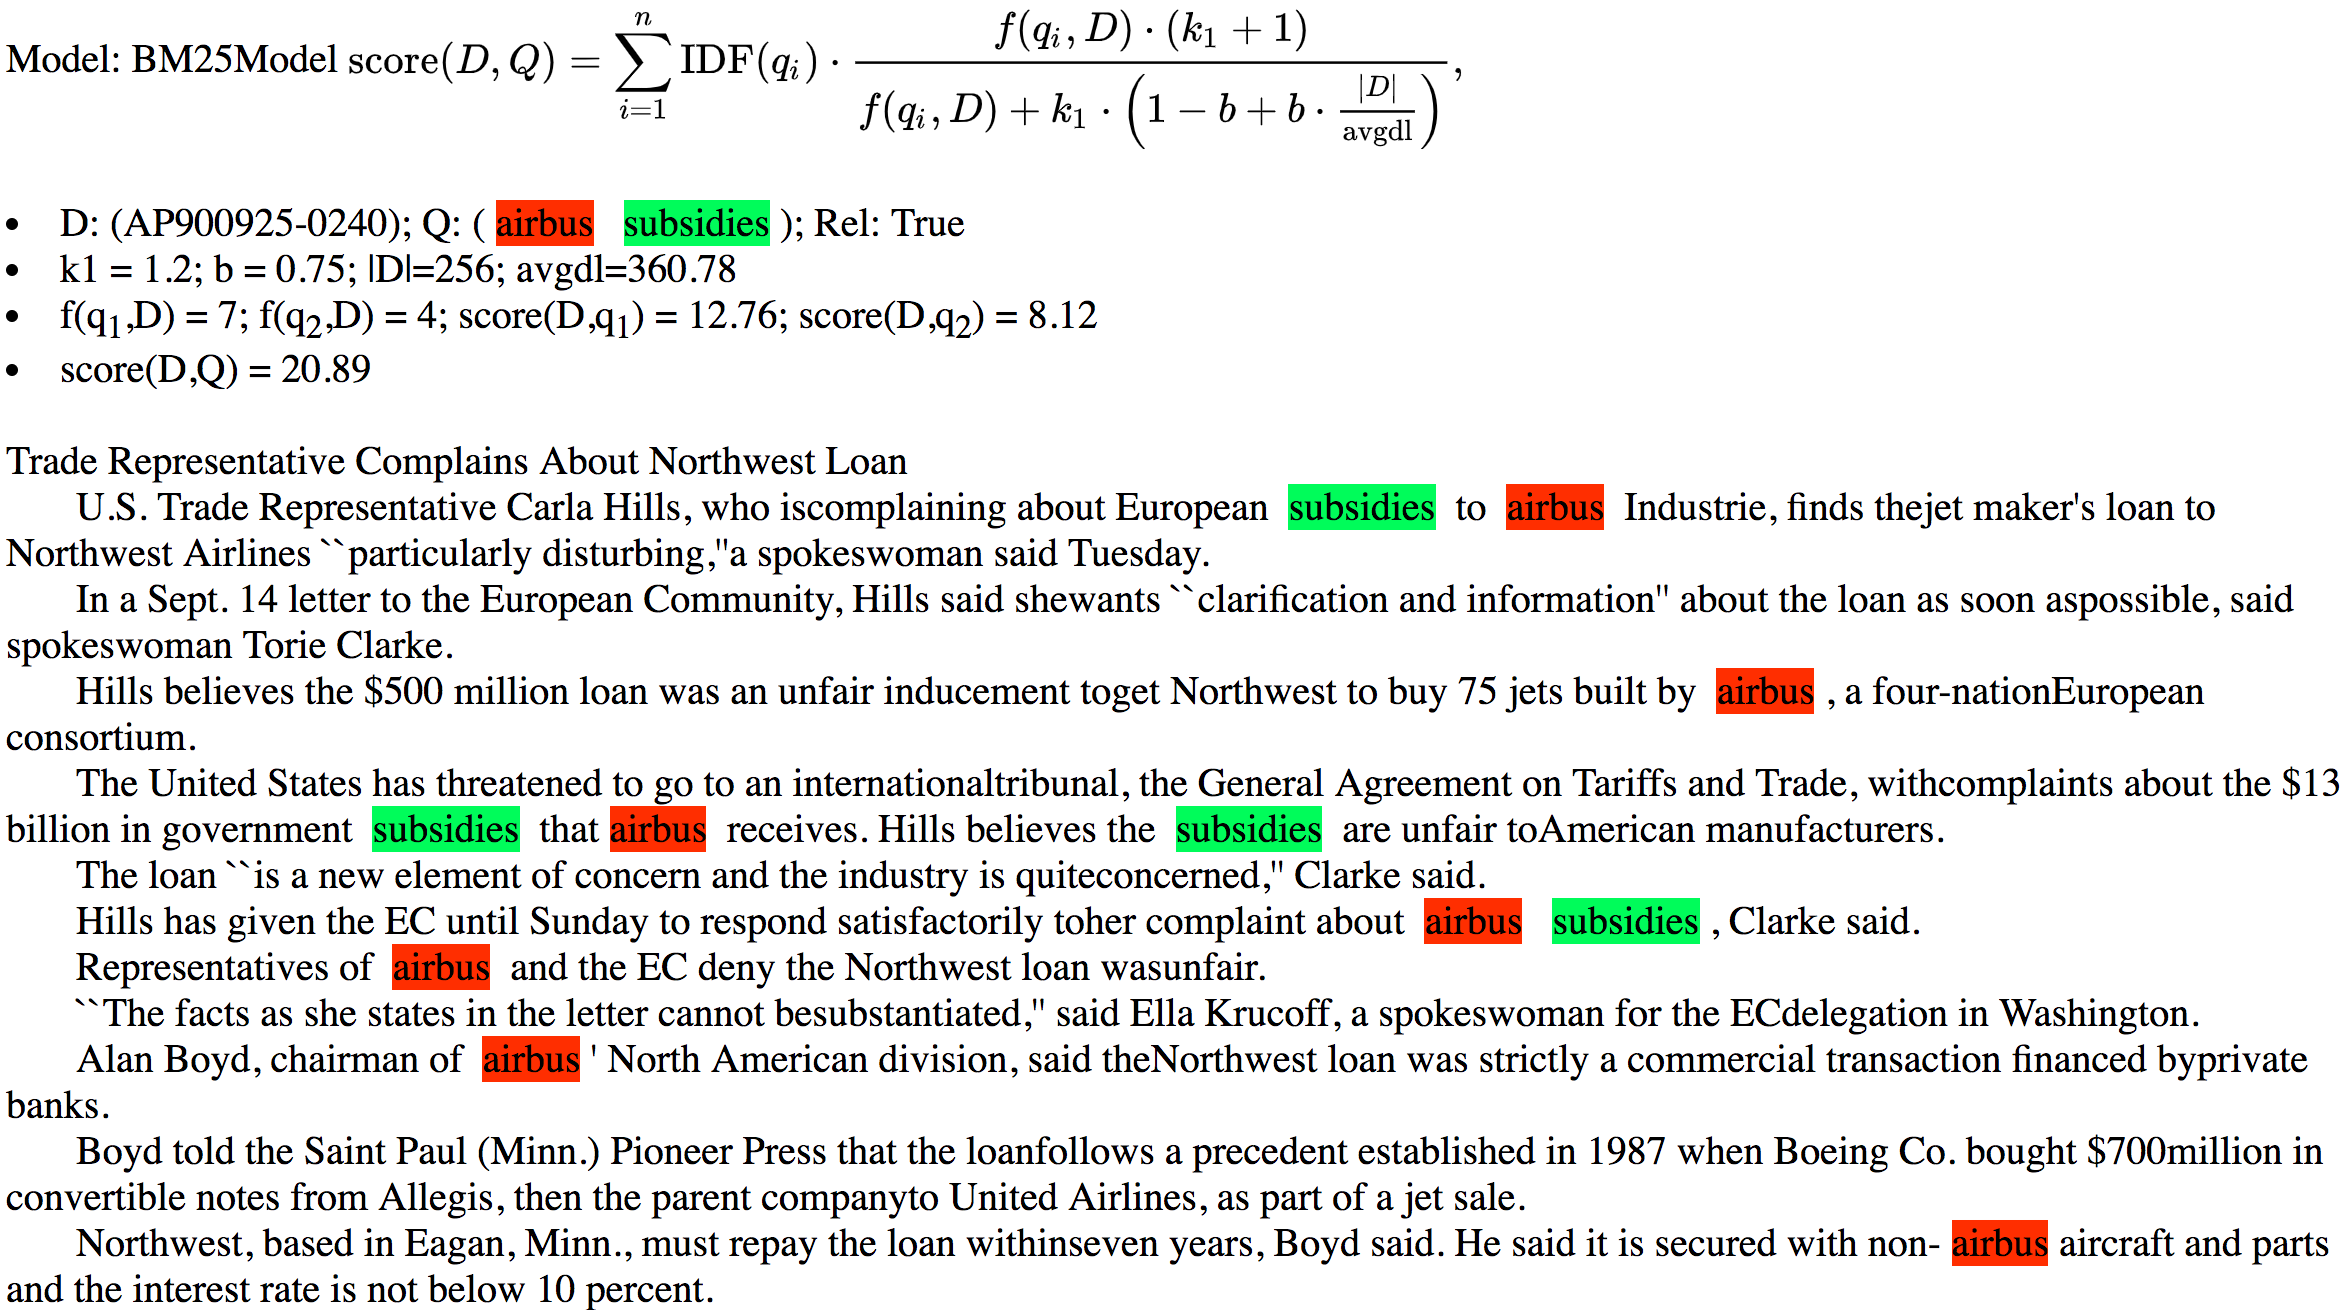 Model: BM25Model score(D, Q) = \sum_{i=1}^{n} IDF(q_i) · \frac{f(q_i, D) · (k_1 + 1)}{f(q_i, D) + k_1 · (1 − b + b · \frac{|D|}{avgdl})},
• D: (AP900925-0240); Q: ( airbus subsidies ); Rel: True
• k1 = 1.2; b = 0.75; |D|=256; avgdl=360.78
• f(q1,D) = 7; f(q2,D) = 4; score(D,q1) = 12.76; score(D,q2) = 8.12
• score(D,Q) = 20.89
Trade Representative Complains About Northwest Loan
U.S. Trade Representative Carla Hills, who iscomplaining about European subsidies to airbus Industrie, finds thejet maker's loan to
Northwest Airlines ``particularly disturbing,''a spokeswoman said Tuesday.
In a Sept. 14 letter to the European Community, Hills said shewants ``clarification and information'' about the loan as soon aspossible, said
spokeswoman Torie Clarke.
Hills believes the $500 million loan was an unfair inducement toget Northwest to buy 75 jets built by airbus , a four-nationEuropean
consortium.
The United States has threatened to go to an internationaltribunal, the General Agreement on Tariffs and Trade, withcomplaints about the $13
billion in government subsidies that airbus receives. Hills believes the subsidies are unfair toAmerican manufacturers.
The loan ``is a new element of concern and the industry is quiteconcerned,'' Clarke said.
Hills has given the EC until Sunday to respond satisfactorily toher complaint about airbus subsidies , Clarke said.
Representatives of airbus and the EC deny the Northwest loan wasunfair.
``The facts as she states in the letter cannot besubstantiated,'' said Ella Krucoff, a spokeswoman for the ECdelegation in Washington.
Alan Boyd, chairman of airbus ' North American division, said theNorthwest loan was strictly a commercial transaction financed byprivate
banks.
Boyd told the Saint Paul (Minn.) Pioneer Press that the loanfollows a precedent established in 1987 when Boeing Co. bought $700million in
convertible notes from Allegis, then the parent companyto United Airlines, as part of a jet sale.
Northwest, based in Eagan, Minn., must repay the loan withinseven years, Boyd said. He said it is secured with non- airbus aircraft and parts
and the interest rate is not below 10 percent.